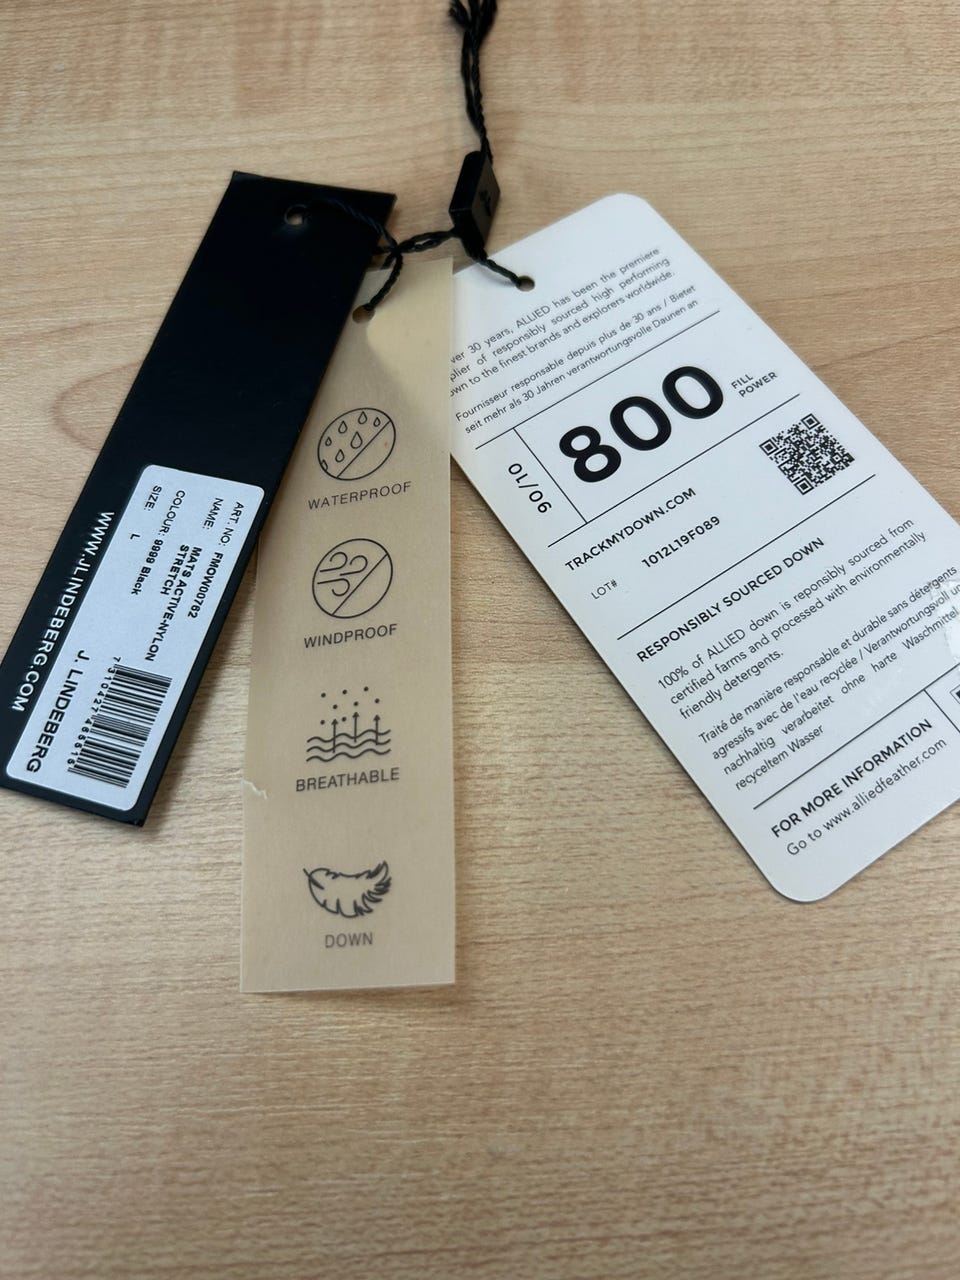 ART. NO: FMOW00762
NAME: MATS ACTIVE-NYLON
STRETCH
COLOUR: 9999 Black
SIZE: L
J. LINDEBERG
WWW.JLINDEBERG.COM
WATERPROOF
WINDPROOF
BREATHABLE
DOWN
30 years, ALLIED has been the premiere
of responsibly sourced high performing
to the finest brands and explorers worldwide.
Fournisseur responsable depuis plus de 30 ans / Bietet
seit mehr als 30 Jahren verantwortungsvolle Daunen an
90/10
800
FILL
POWER
TRACKMYDOWN.COM
LOT# 1012L19F089
RESPONSIBLY SOURCED DOWN
100% of ALLIED down is reponsibly sourced from
certified farms and processed with environmentally
friendly detergents.
Traité de manière responsable et durable sans détergents
agressifs avec de l'eau recyclée / Verantwortungsvoll
nachhaltig verarbeitet ohne harte Waschmittel
recyceltem Wasser
FOR MORE INFORMATION
Go to www.alliedfeather.com